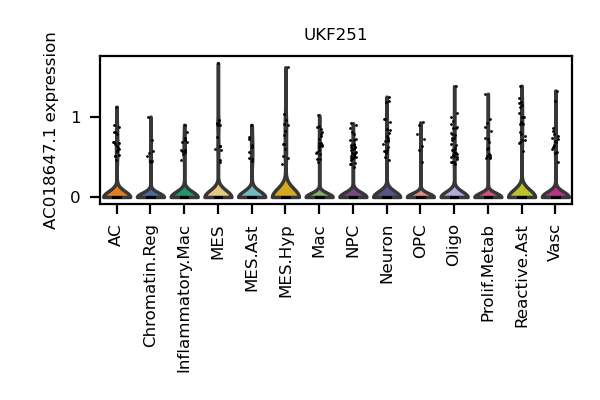 UKF251
AC018647.1 expression
1
0
AC
Chromatin.Reg
Inflammatory.Mac
MES
MES.Ast
MES.Hyp
Mac
NPC
Neuron
OPC
Oligo
Prolif.Metab
Reactive.Ast
Vasc